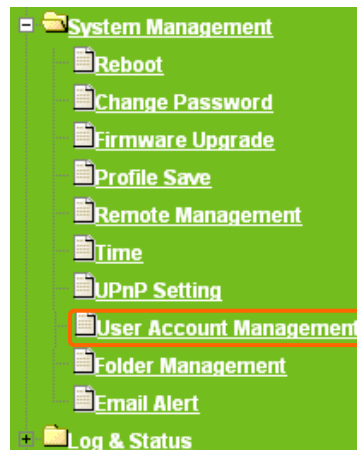 System Management
Reboot
Change Password
Firmware Upgrade
Profile Save
Remote Management
Time
UPnP Setting
User Account Management
Folder Management
Email Alert
Log & Status